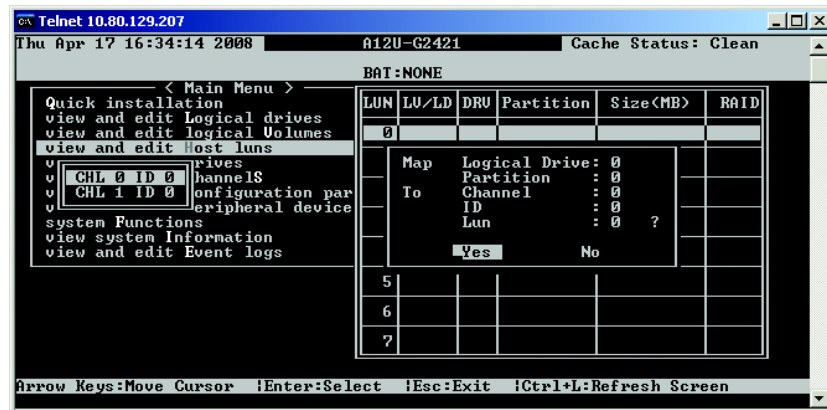 Telnet 10.80.129.207
Thu Apr 17 16:34:14 2008 A12U-G2421 Cache Status: Clean
BAT:NONE
< Main Menu >
Quick installation
view and edit Logical drives
view and edit logical Volumes
view and edit Host luns
v rives
v CHL 0 ID 0 hannelS
v CHL 1 ID 0 onfiguration par
v eripheral device
system Functions
view system Information
view and edit Event logs
LUN LV/LD DRV Partition Size(MB) RAID
0
Map Logical Drive: 0
Partition : 0
To Channel : 0
ID : 0
Lun : 0 ?
Yes No
5
6
7
Arrow Keys:Move Cursor |Enter:Select |Esc:Exit |Ctrl+L:Refresh Screen